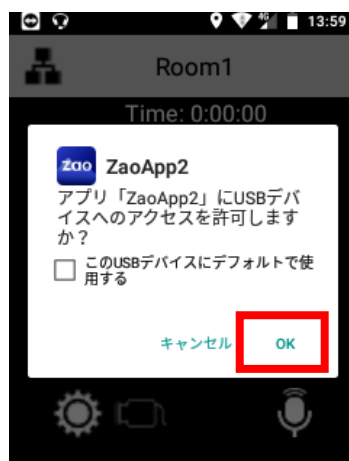 4G 13:59
Room1
Time: 0:00:00
zao ZaoApp2
アプリ「ZaoApp2」にUSBデバ
イスへのアクセスを許可します
か？
このUSBデバイスにデフォルトで使
用する
キャンセル OK